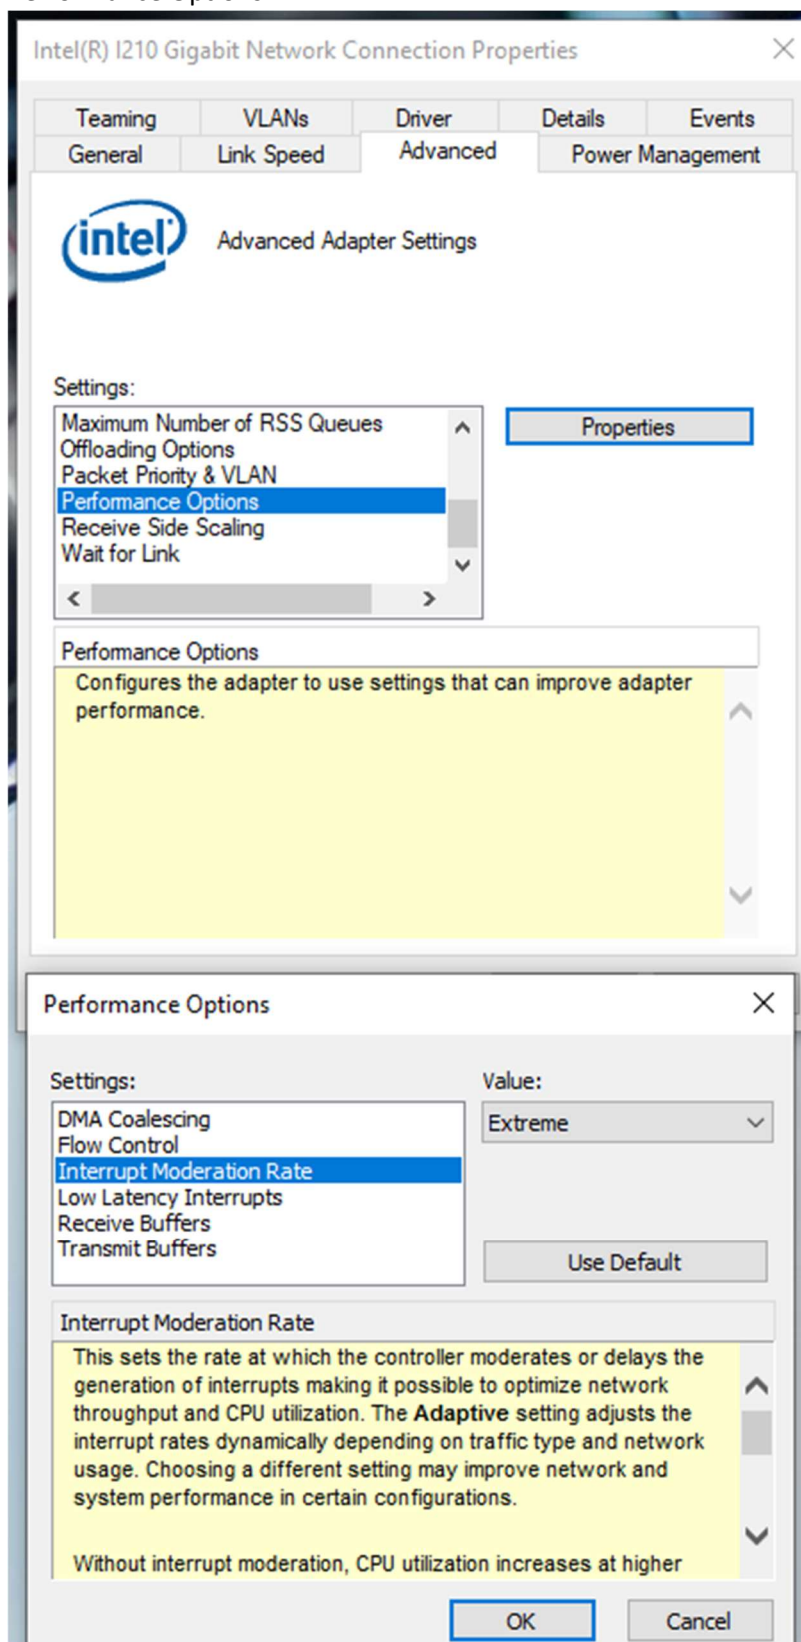 Intel(R) I210 Gigabit Network Connection Properties
Teaming VLANs Driver Details Events
General Link Speed Advanced Power Management
intel
Advanced Adapter Settings
Settings:
Maximum Number of RSS Queues
Offloading Options
Packet Priority & VLAN
Performance Options
Receive Side Scaling
Wait for Link
Properties
Performance Options
Configures the adapter to use settings that can improve adapter
performance.
Performance Options
Settings:
DMA Coalescing
Flow Control
Interrupt Moderation Rate
Low Latency Interrupts
Receive Buffers
Transmit Buffers
Value:
Extreme
Use Default
Interrupt Moderation Rate
This sets the rate at which the controller moderates or delays the
generation of interrupts making it possible to optimize network
throughput and CPU utilization. The Adaptive setting adjusts the
interrupt rates dynamically depending on traffic type and network
usage. Choosing a different setting may improve network and
system performance in certain configurations.
Without interrupt moderation, CPU utilization increases at higher
OK Cancel